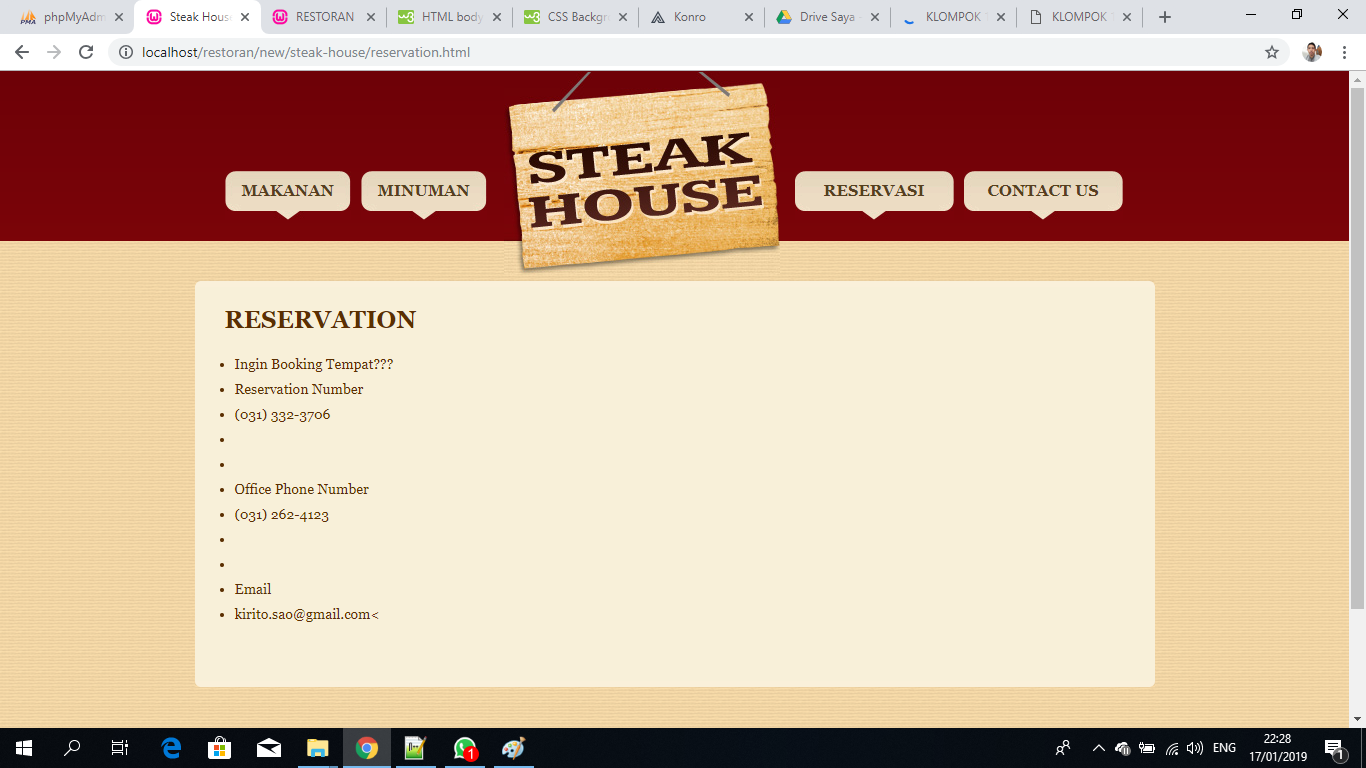 phpMyAdm
Steak Hous
RESTORAN
HTML body
CSS Backgr
Konro
Drive Saya
KLOMPOK
KLOMPOK
localhost/restoran/new/steak-house/reservation.html
MAKANAN
MINUMAN
STEAK
HOUSE
RESERVASI
CONTACT US
RESERVATION
Ingin Booking Tempat???
Reservation Number
(031) 332-3706
Office Phone Number
(031) 262-4123
Email
kirito.sao@gmail.com<
1
ENG
22:28
17/01/2019
1